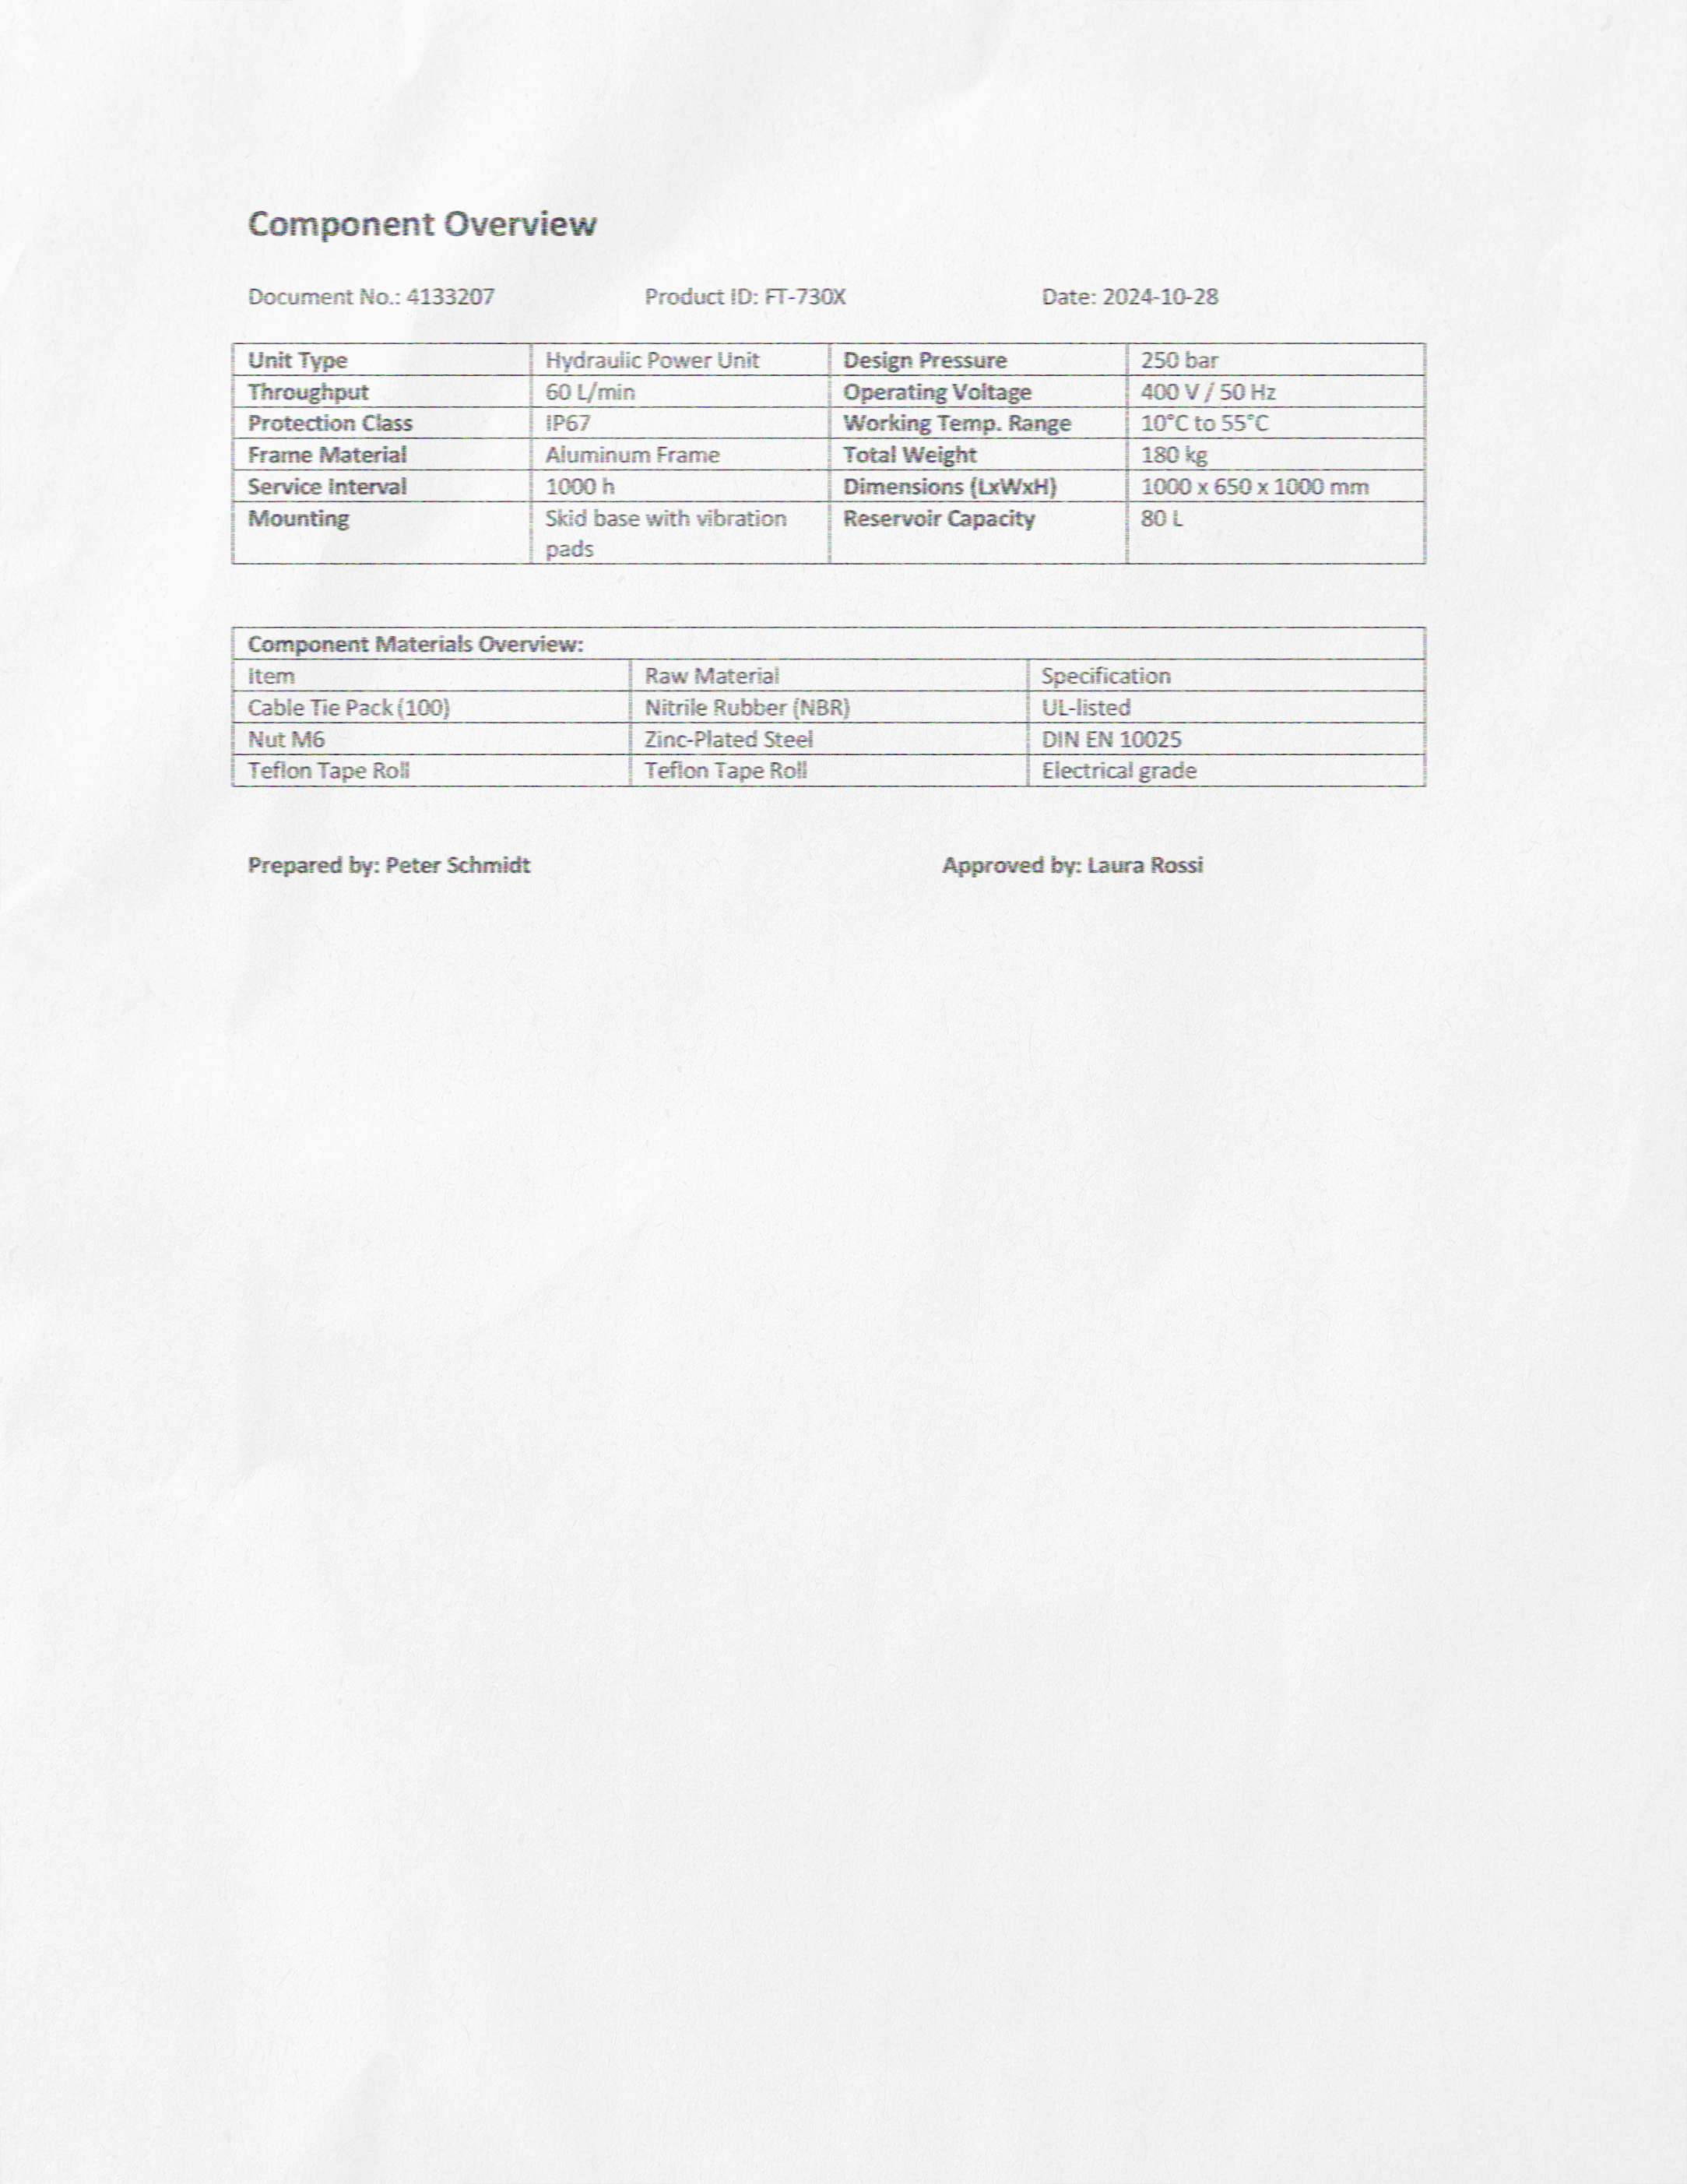 Component Overview
Document No.: 4133207 Product ID: FT-730X Date: 2024-10-28
Unit Type Hydraulic Power Unit Design Pressure 250 bar
Throughput 60 L/min Operating Voltage 400 V / 50 Hz
Protection Class IP67 Working Temp. Range 10°C to 55°C
Frame Material Aluminum Frame Total Weight 180 kg
Service Interval 1000 h Dimensions (LxWxH) 1000 x 650 x 1000 mm
Mounting Skid base with vibration pads Reservoir Capacity 80 L
Component Materials Overview:
Item Raw Material Specification
Cable Tie Pack (100) Nitrile Rubber (NBR) UL-listed
Nut M6 Zinc-Plated Steel DIN EN 10025
Teflon Tape Roll Teflon Tape Roll Electrical grade
Prepared by: Peter Schmidt Approved by: Laura Rossi